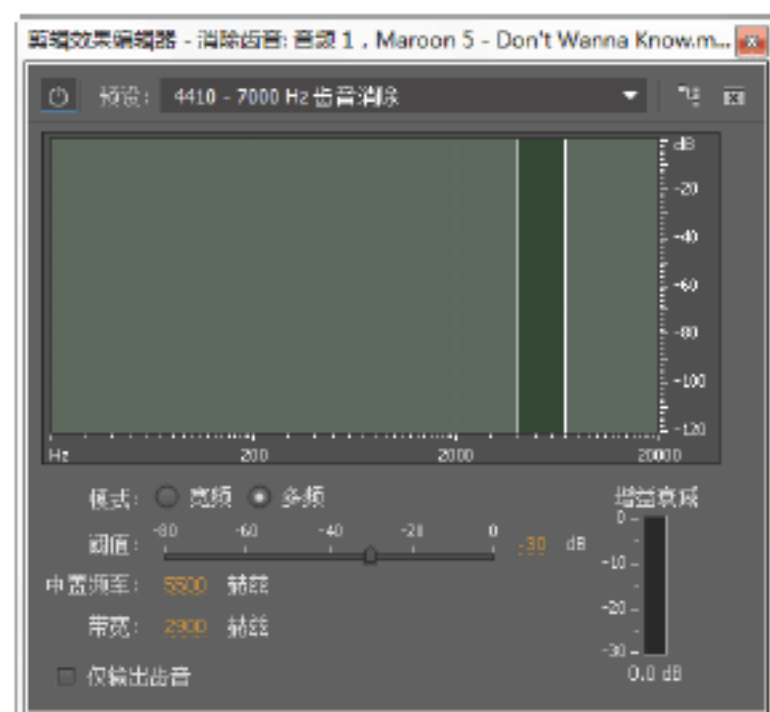 剪辑效果编辑器 - 消除齿音: 音频 1，Maroon 5 - Don't Wanna Know.m...
预设： 4410 - 7000 Hz 齿音消除
dB
-20
-40
-60
-80
-100
-120
Hz 200 2000 20000
模式： 宽频 多频 增益衰减
阈值： -80 -60 -40 -20 0 -30 dB
0
-10
-20
-30
中置频率： 5500 赫兹
带宽： 2900 赫兹
仅输出齿音 0.0 dB